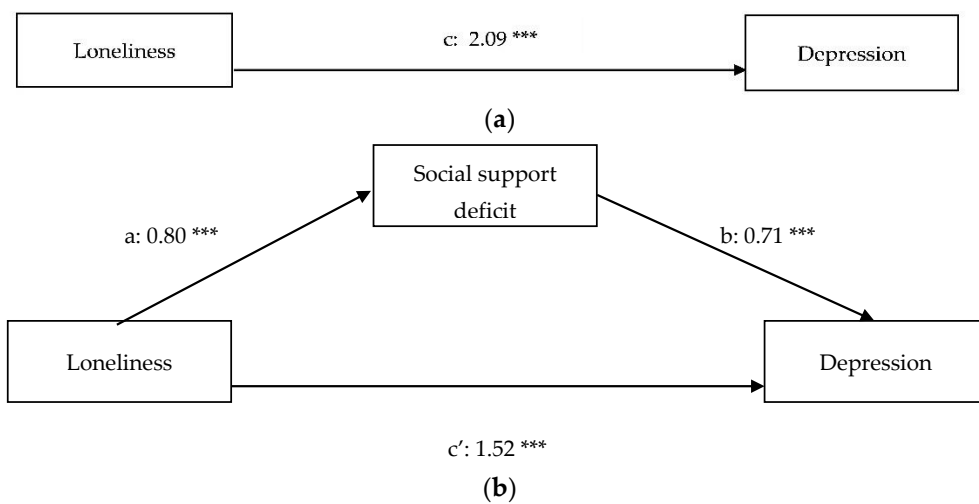 c: 2.09 ***
Loneliness
Depression
(a)
Social support
deficit
a: 0.80 ***
b: 0.71 ***
Loneliness
Depression
c’: 1.52 ***
(b)